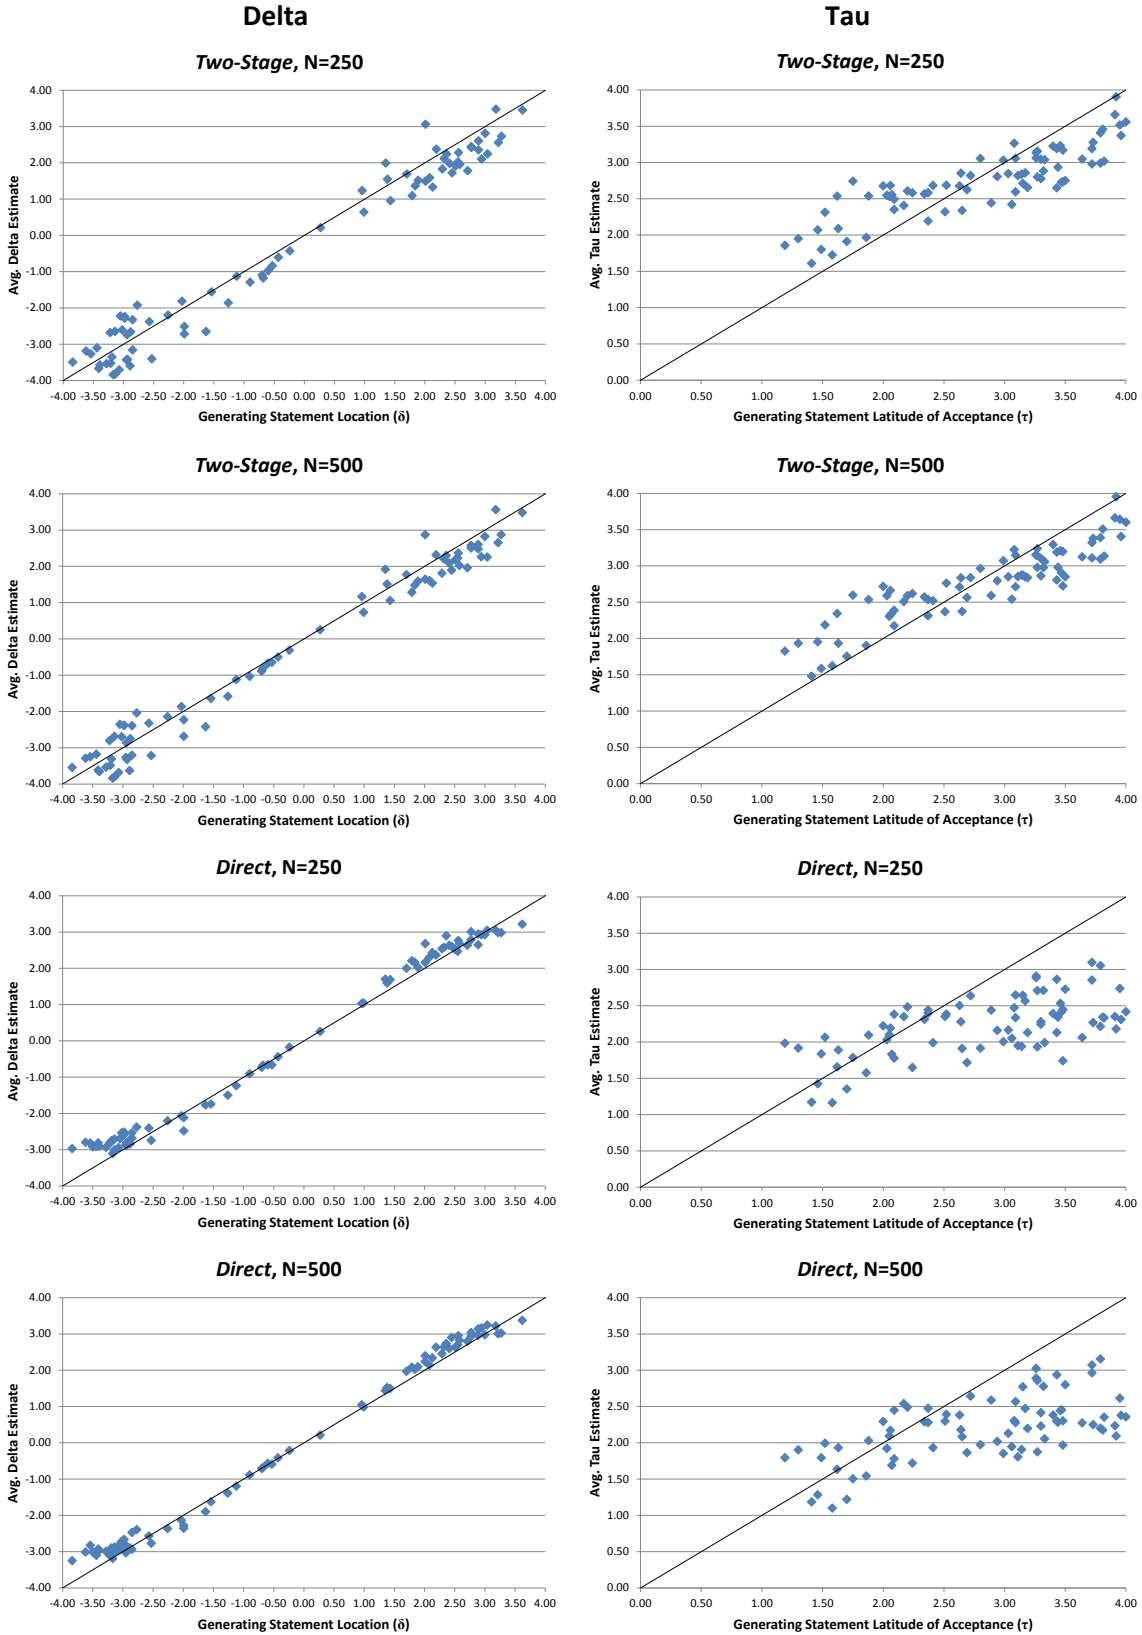 Delta Tau
Two-Stage, N=250
4.00
3.00
2.00
1.00
0.00
-1.00
-2.00
-3.00
-4.00
Avg. Delta Estimate
-4.00 -3.50 -3.00 -2.50 -2.00 -1.50 -1.00 -0.50 0.00 0.50 1.00 1.50 2.00 2.50 3.00 3.50 4.00
Generating Statement Location (δ)
Two-Stage, N=250
4.00
3.50
3.00
2.50
2.00
1.50
1.00
0.50
0.00
Avg. Tau Estimate
0.00 0.50 1.00 1.50 2.00 2.50 3.00 3.50 4.00
Generating Statement Latitude of Acceptance (τ)
Two-Stage, N=500
4.00
3.00
2.00
1.00
0.00
-1.00
-2.00
-3.00
-4.00
Avg. Delta Estimate
-4.00 -3.50 -3.00 -2.50 -2.00 -1.50 -1.00 -0.50 0.00 0.50 1.00 1.50 2.00 2.50 3.00 3.50 4.00
Generating Statement Location (δ)
Two-Stage, N=500
4.00
3.50
3.00
2.50
2.00
1.50
1.00
0.50
0.00
Avg. Tau Estimate
0.00 0.50 1.00 1.50 2.00 2.50 3.00 3.50 4.00
Generating Statement Latitude of Acceptance (τ)
Direct, N=250
4.00
3.00
2.00
1.00
0.00
-1.00
-2.00
-3.00
-4.00
Avg. Delta Estimate
-4.00 -3.50 -3.00 -2.50 -2.00 -1.50 -1.00 -0.50 0.00 0.50 1.00 1.50 2.00 2.50 3.00 3.50 4.00
Generating Statement Location (δ)
Direct, N=250
4.00
3.50
3.00
2.50
2.00
1.50
1.00
0.50
0.00
Avg. Tau Estimate
0.00 0.50 1.00 1.50 2.00 2.50 3.00 3.50 4.00
Generating Statement Latitude of Acceptance (τ)
Direct, N=500
4.00
3.00
2.00
1.00
0.00
-1.00
-2.00
-3.00
-4.00
Avg. Delta Estimate
-4.00 -3.50 -3.00 -2.50 -2.00 -1.50 -1.00 -0.50 0.00 0.50 1.00 1.50 2.00 2.50 3.00 3.50 4.00
Generating Statement Location (δ)
Direct, N=500
4.00
3.50
3.00
2.50
2.00
1.50
1.00
0.50
0.00
Avg. Tau Estimate
0.00 0.50 1.00 1.50 2.00 2.50 3.00 3.50 4.00
Generating Statement Latitude of Acceptance (τ)